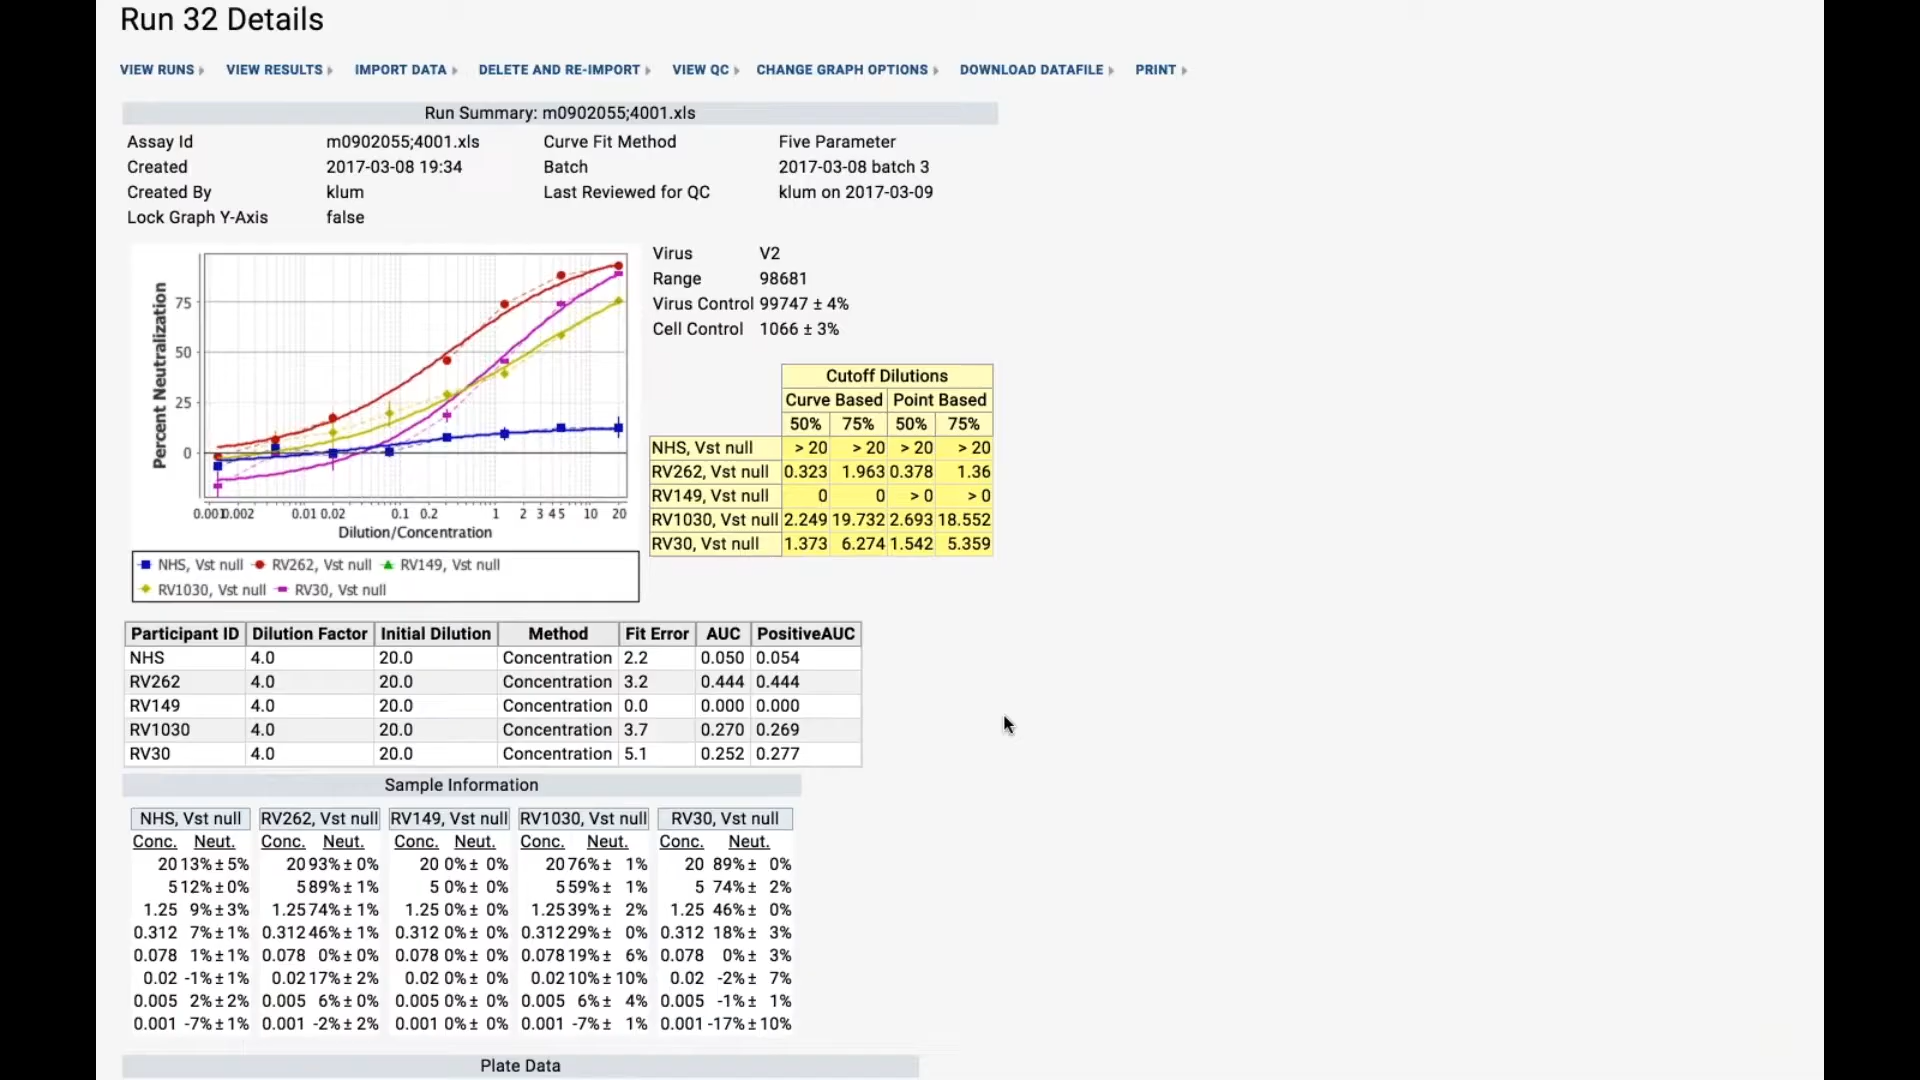 Run 32 Details
VIEW RUNS VIEW RESULTS IMPORT DATA DELETE AND RE-IMPORT VIEW QC CHANGE GRAPH OPTIONS DOWNLOAD DATAFILE PRINT
Run Summary: m0902055;4001.xls
Assay Id m0902055;4001.xls Curve Fit Method Five Parameter
Created 2017-03-08 19:34 Batch 2017-03-08 batch 3
Created By klum Last Reviewed for QC klum on 2017-03-09
Lock Graph Y-Axis false
Percent Neutralization
75
50
25
0
0.001 0.002 0.01 0.02 0.1 0.2 1 2 3 4 5 10 20
Dilution/Concentration
NHS, Vst null RV262, Vst null RV149, Vst null
RV1030, Vst null RV30, Vst null
Virus V2
Range 98681
Virus Control 99747 ± 4%
Cell Control 1066 ± 3%
Cutoff Dilutions
Curve Based Point Based
50% 75% 50% 75%
NHS, Vst null > 20 > 20 > 20 > 20
RV262, Vst null 0.323 1.963 0.378 1.36
RV149, Vst null 0 0 > 0 > 0
RV1030, Vst null 2.249 19.732 2.693 18.552
RV30, Vst null 1.373 6.274 1.542 5.359
Participant ID Dilution Factor Initial Dilution Method Fit Error AUC PositiveAUC
NHS 4.0 20.0 Concentration 2.2 0.050 0.054
RV262 4.0 20.0 Concentration 3.2 0.444 0.444
RV149 4.0 20.0 Concentration 0.0 0.000 0.000
RV1030 4.0 20.0 Concentration 3.7 0.270 0.269
RV30 4.0 20.0 Concentration 5.1 0.252 0.277
Sample Information
NHS, Vst null RV262, Vst null RV149, Vst null RV1030, Vst null RV30, Vst null
Conc. Neut. Conc. Neut. Conc. Neut. Conc. Neut. Conc. Neut.
20 13% ± 5% 20 93% ± 0% 20 0% ± 0% 20 76% ± 1% 20 89% ± 0%
5 12% ± 0% 5 89% ± 1% 5 0% ± 0% 5 59% ± 1% 5 74% ± 2%
1.25 9% ± 3% 1.25 74% ± 1% 1.25 0% ± 0% 1.25 39% ± 2% 1.25 46% ± 0%
0.312 7% ± 1% 0.312 46% ± 1% 0.312 0% ± 0% 0.312 29% ± 0% 0.312 18% ± 3%
0.078 1% ± 1% 0.078 0% ± 0% 0.078 0% ± 0% 0.078 19% ± 6% 0.078 0% ± 3%
0.02 -1% ± 1% 0.02 17% ± 2% 0.02 0% ± 0% 0.02 10% ± 10% 0.02 -2% ± 7%
0.005 2% ± 2% 0.005 6% ± 0% 0.005 0% ± 0% 0.005 6% ± 4% 0.005 -1% ± 1%
0.001 -7% ± 1% 0.001 -2% ± 2% 0.001 0% ± 0% 0.001 -7% ± 1% 0.001 -17% ± 10%
Plate Data